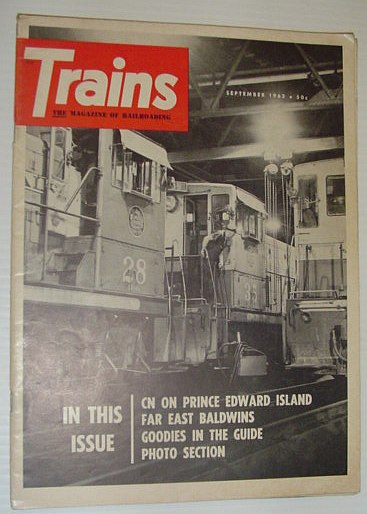 Trains
THE MAGAZINE OF RAILROADING
SEPTEMBER 1963 • 50c
28
IN THIS
ISSUE
CN ON PRINCE EDWARD ISLAND
FAR EAST BALDWINS
GOODIES IN THE GUIDE
PHOTO SECTION